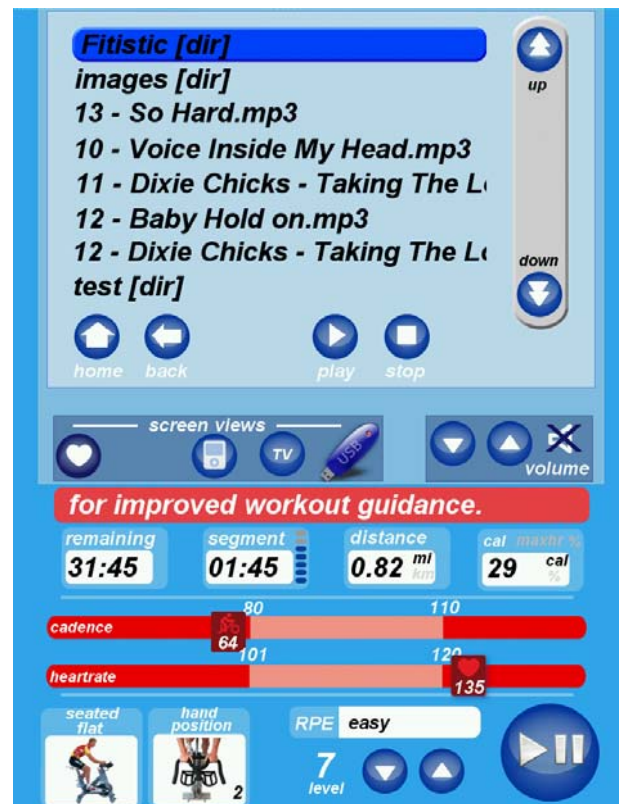 Fitistic [dir]
up
images [dir]
13 - So Hard.mp3
10 - Voice Inside My Head.mp3
11 - Dixie Chicks - Taking The
12 - Baby Hold on.mp3
12 - Dixie Chicks - Taking The
down
test [dir]
home back play stop
screen views
TV USB
volume
for improved workout guidance.
remaining segment distance cal maxhr %
31:45 01:45 0.82 mi km 29 cal %
80 110
cadence
64
101 120
heartrate
135
seated flat
hand position
2
RPE easy
7
level